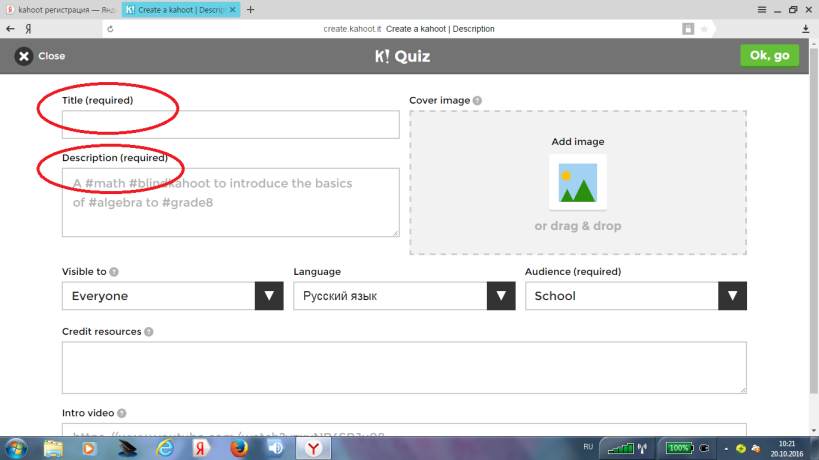 kahoot регистрация — Янд
K! Create a kahoot | Descrip
Я
create.kahoot.it Create a kahoot | Description
Close
K! Quiz
Ok, go
Title (required)
Cover image
Description (required)
A #math #blindkahoot to introduce the basics
of #algebra to #grade8
Add image
or drag & drop
Visible to
Language
Audience (required)
Everyone
Русский язык
School
Credit resources
Intro video
RU
100%
10:21
20.10.2016